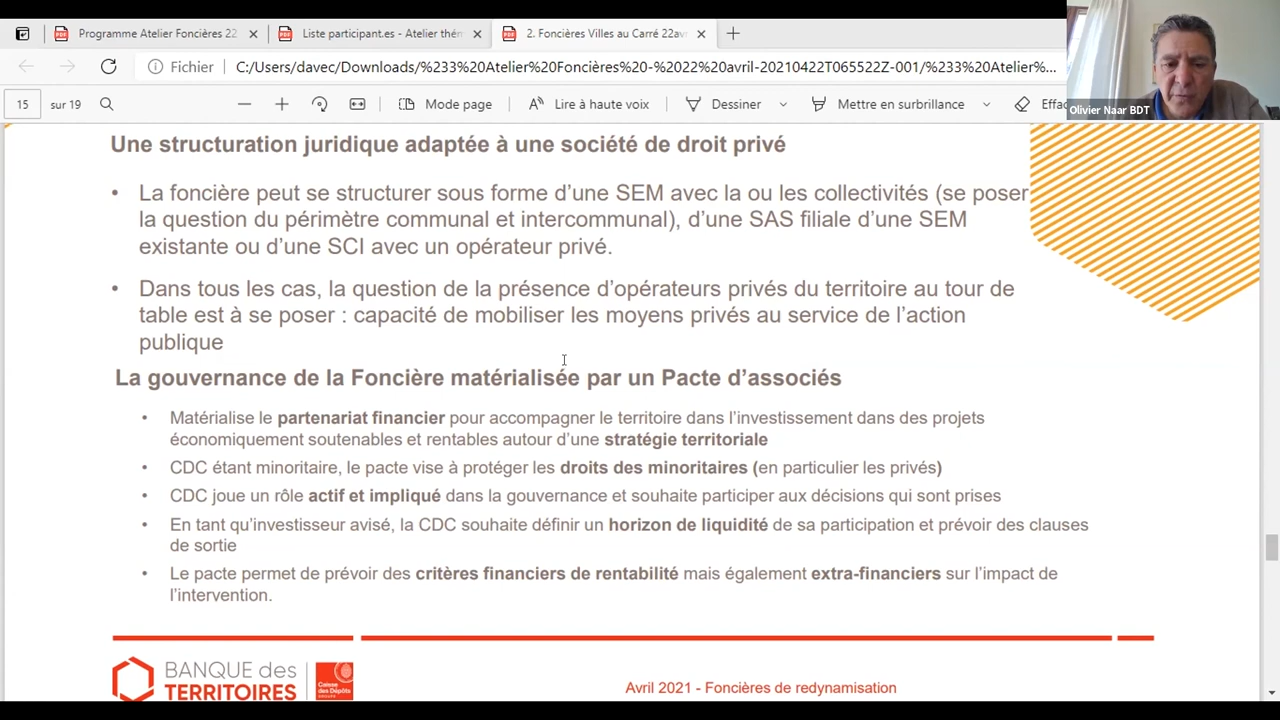 Programme Atelier Foncières 22
Liste participant.es - Atelier thém
2. Foncières Villes au Carré 22avr
Fichier
C:/Users/davec/Downloads/%233%20Atelier%20Foncières%20-%2022%20avril-20210422T065522Z-001/%233%20Atelier%...
15 sur 19
Mode page
Lire à haute voix
Dessiner
Mettre en surbrillance
Effac
Olivier Naar BDT
Une structuration juridique adaptée à une société de droit privé
• La foncière peut se structurer sous forme d’une SEM avec la ou les collectivités (se poser
la question du périmètre communal et intercommunal), d’une SAS filiale d’une SEM
existante ou d’une SCI avec un opérateur privé.
• Dans tous les cas, la question de la présence d’opérateurs privés du territoire au tour de
table est à se poser : capacité de mobiliser les moyens privés au service de l’action
publique
La gouvernance de la Foncière matérialisée par un Pacte d’associés
• Matérialise le partenariat financier pour accompagner le territoire dans l’investissement dans des projets
économiquement soutenables et rentables autour d’une stratégie territoriale
• CDC étant minoritaire, le pacte vise à protéger les droits des minoritaires (en particulier les privés)
• CDC joue un rôle actif et impliqué dans la gouvernance et souhaite participer aux décisions qui sont prises
• En tant qu’investisseur avisé, la CDC souhaite définir un horizon de liquidité de sa participation et prévoir des clauses
de sortie
• Le pacte permet de prévoir des critères financiers de rentabilité mais également extra-financiers sur l’impact de
l’intervention.
BANQUE des
TERRITOIRES
Caisse
des Dépôts
GROUPE
Avril 2021 - Foncières de redynamisation